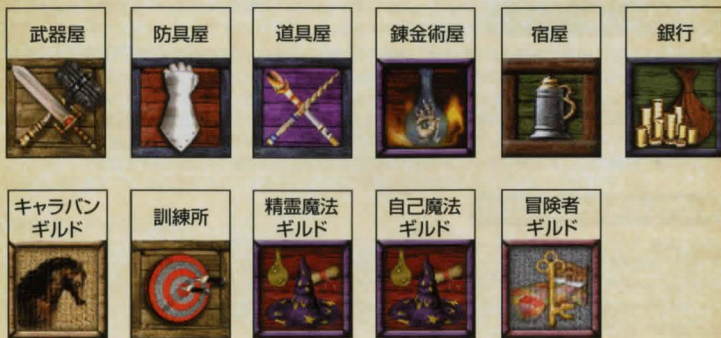 武器屋
防具屋
道具屋
錬金術屋
宿屋
銀行
キャラバン
ギルド
訓練所
精霊魔法
ギルド
自己魔法
ギルド
冒険者
ギルド